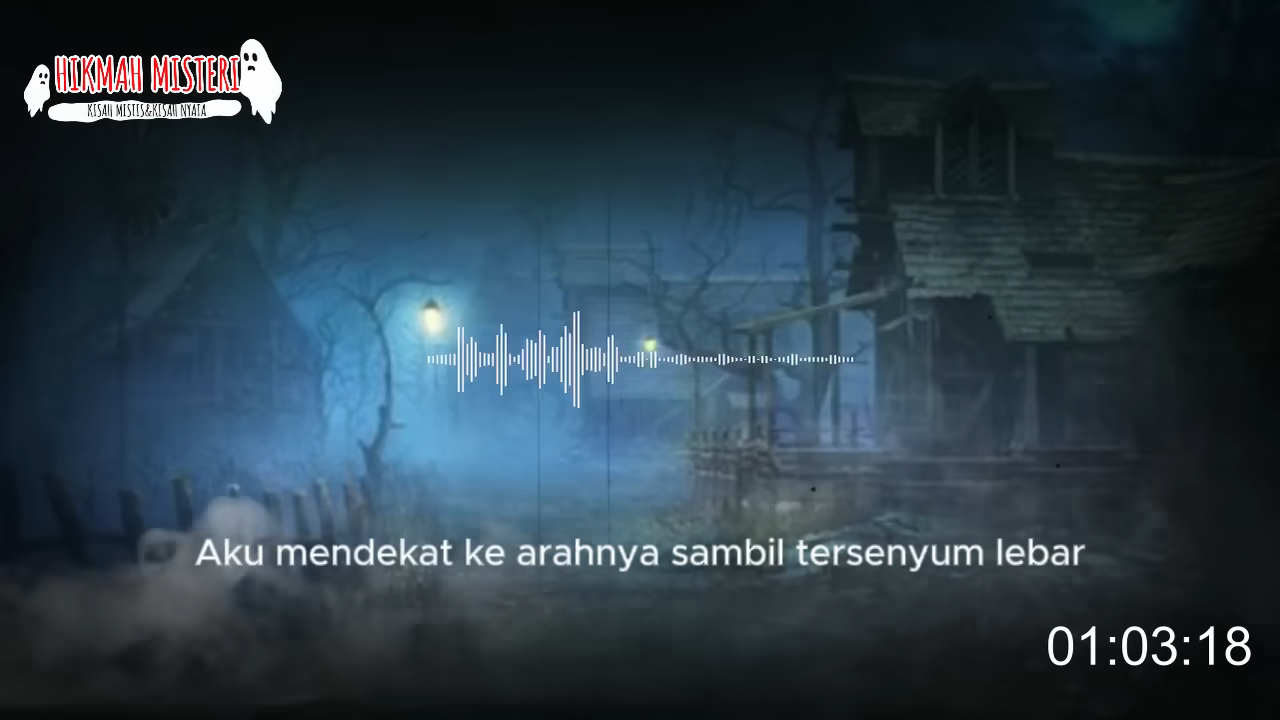 HIKMAH MISTERI
KISAH MISTIS&KISAH NYATA
Aku mendekat ke arahnya sambil tersenyum lebar
01:03:18